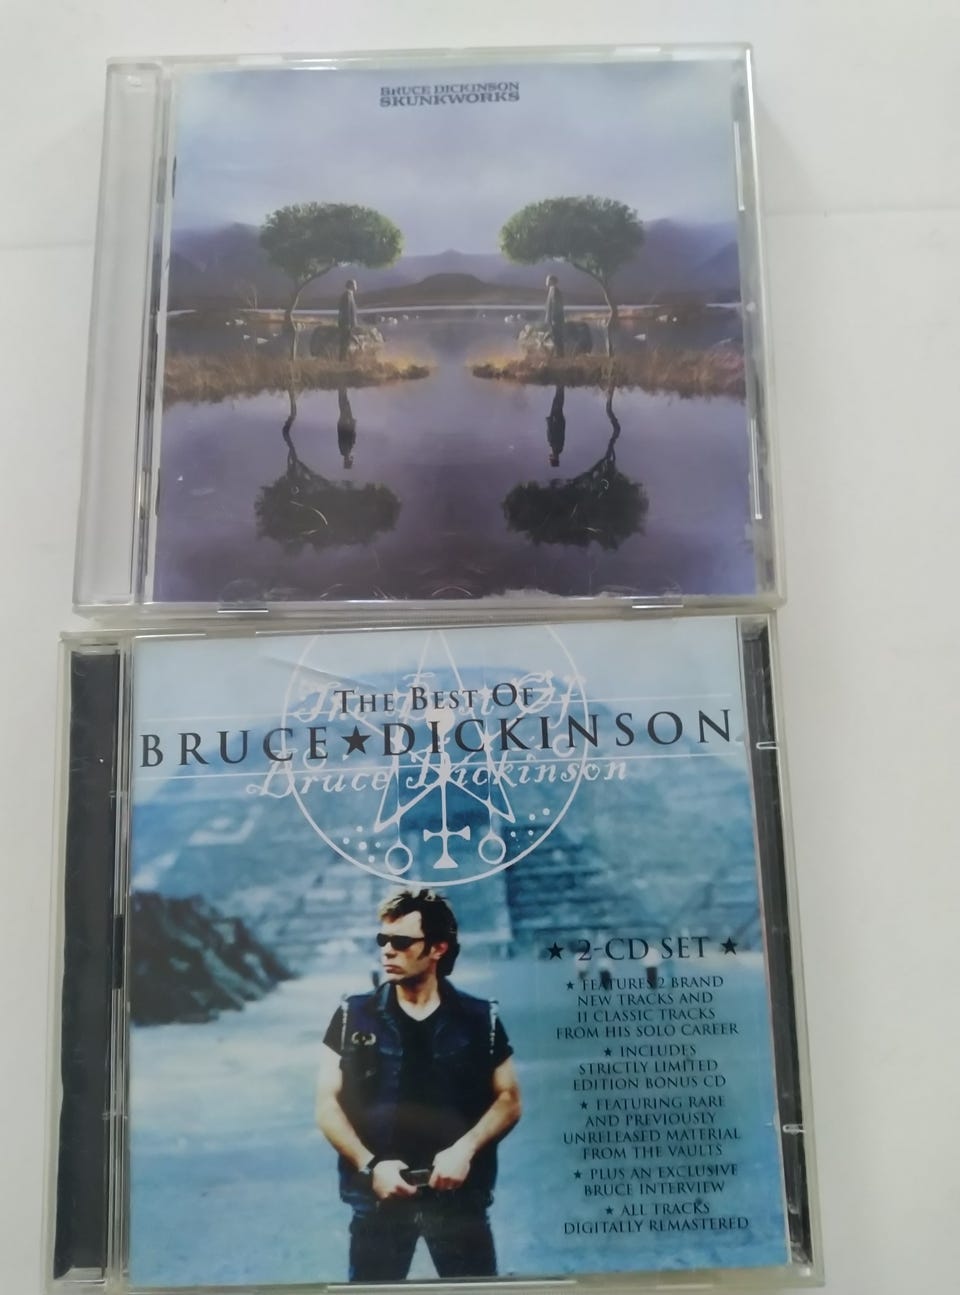 BRUCE DICKINSON
SKUNKWORKS
The Best Of
THE BEST OF
BRUCE★DICKINSON
Bruce Dickinson
★ 2-CD SET ★
★ FEATURES 2 BRAND
NEW TRACKS AND
11 CLASSIC TRACKS
FROM HIS SOLO CAREER
★ INCLUDES
STRICTLY LIMITED
EDITION BONUS CD
★ FEATURING RARE
AND PREVIOUSLY
UNRELEASED MATERIAL
FROM THE VAULTS
★ PLUS AN EXCLUSIVE
BRUCE INTERVIEW
★ ALL TRACKS
DIGITALLY REMASTERED